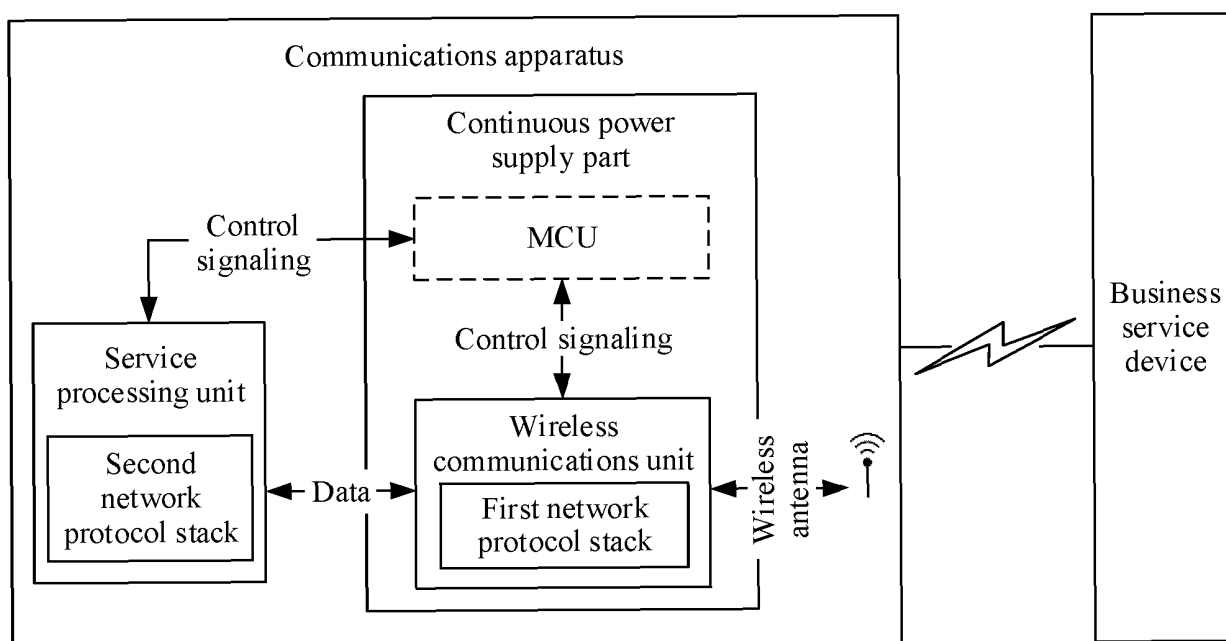 Communications apparatus
Continuous power
supply part
MCU
Control
signaling
Control signaling
Business
service
device
Service
processing unit
Second
network
protocol stack
Data
Wireless
communications unit
First network
protocol stack
Wireless
antenna